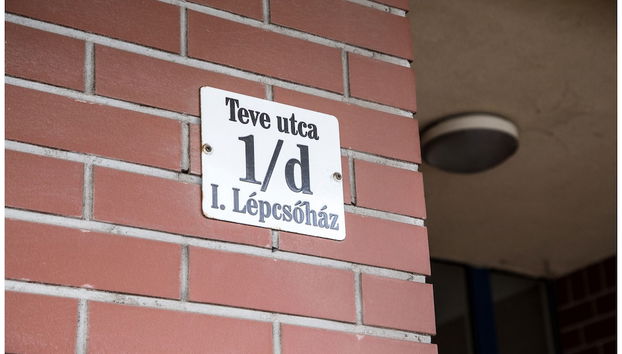 Teve utca
1/d
I. Lépcsőház